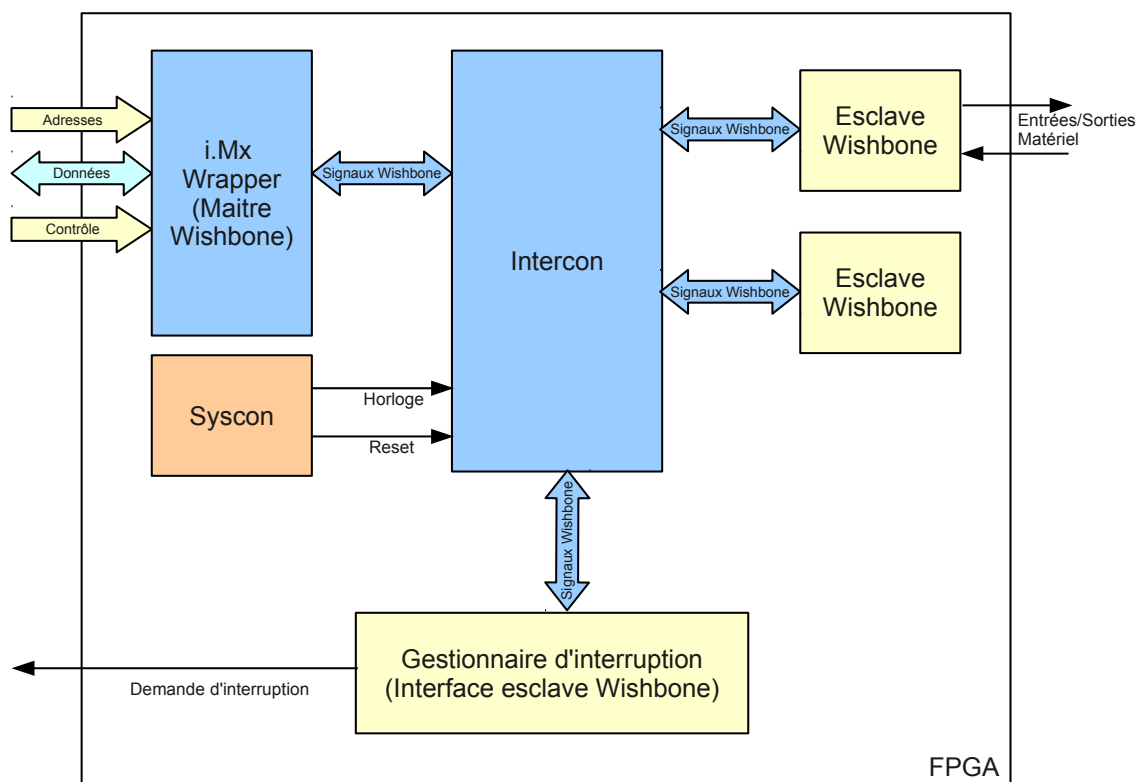 Adresses
Données
Contrôle
i.Mx
Wrapper
(Maitre
Wishbone)
Signaux Wishbone
Intercon
Signaux Wishbone
Esclave
Wishbone
Entrées/Sorties
Matériel
Signaux Wishbone
Esclave
Wishbone
Syscon
Horloge
Reset
Signaux Wishbone
Gestionnaire d'interruption
(Interface esclave Wishbone)
Demande d'interruption
FPGA